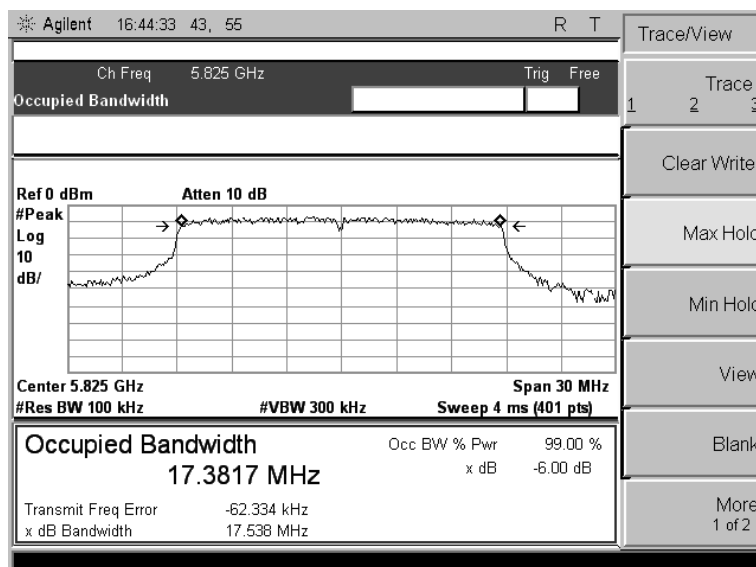 Agilent 16:44:33 43, 55 R T
Trace/View
Ch Freq 5.825 GHz Trig Free
Occupied Bandwidth
Trace
1 2 3
Clear Write
Ref 0 dBm Atten 10 dB
#Peak
Log
10
dB/
Max Hold
Min Hold
View
Center 5.825 GHz Span 30 MHz
#Res BW 100 kHz #VBW 300 kHz Sweep 4 ms (401 pts)
Occupied Bandwidth
17.3817 MHz
Occ BW % Pwr 99.00 %
x dB -6.00 dB
Transmit Freq Error -62.334 kHz
x dB Bandwidth 17.538 MHz
Blank
More
1 of 2